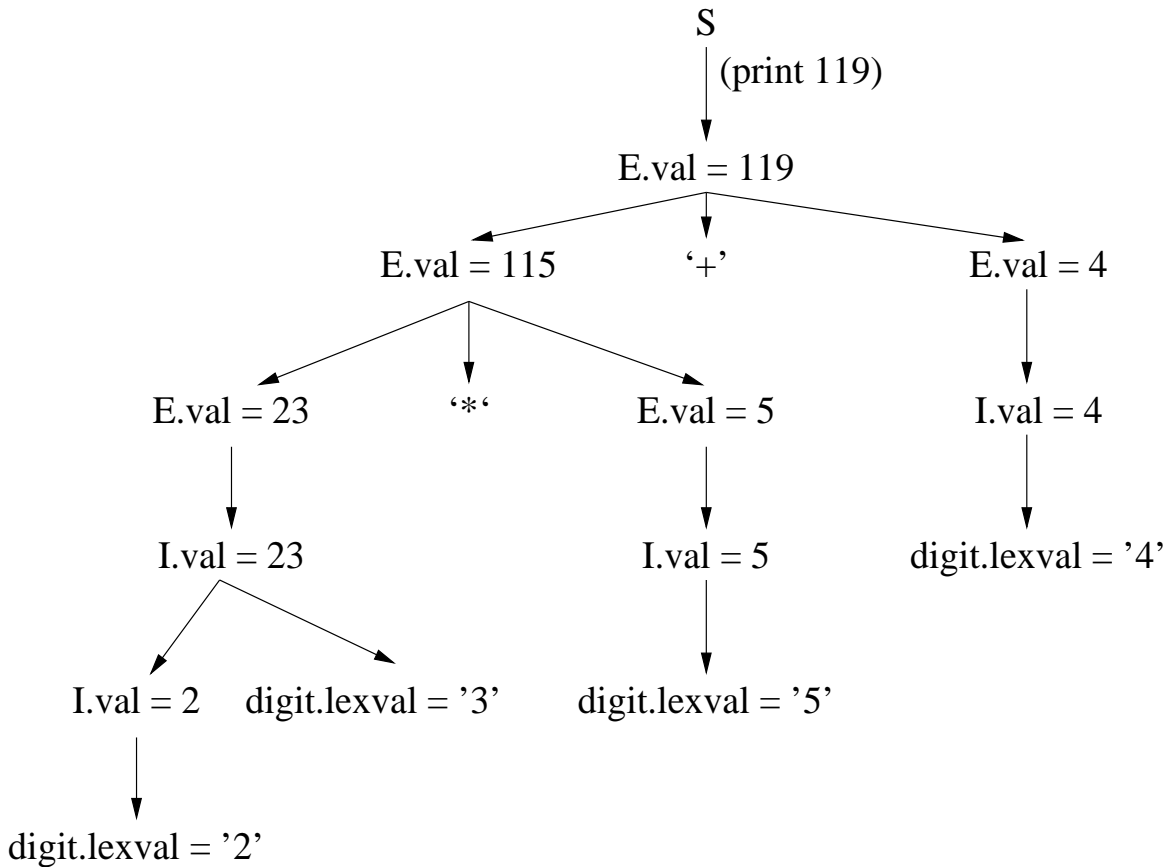 S
(print 119)
E.val = 119
E.val = 115
‘+’
E.val = 4
E.val = 23
‘*‘
E.val = 5
I.val = 4
I.val = 23
I.val = 5
digit.lexval = ’4’
I.val = 2
digit.lexval = ’3’
digit.lexval = ’5’
digit.lexval = ’2’